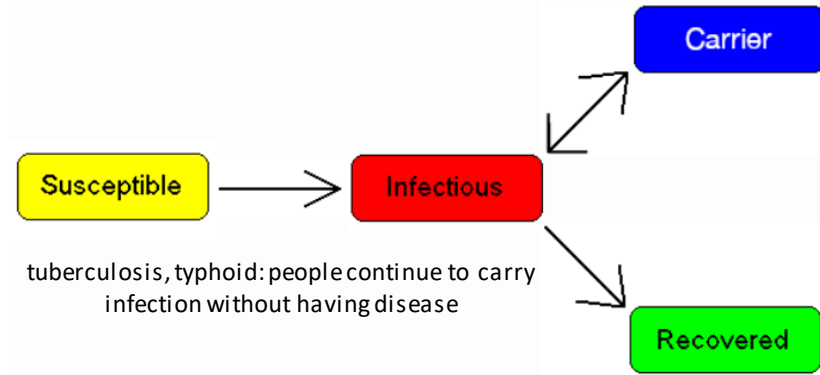 Carrier
Susceptible
Infectious
tuberculosis, typhoid: people continue to carry
infection without having disease
Recovered